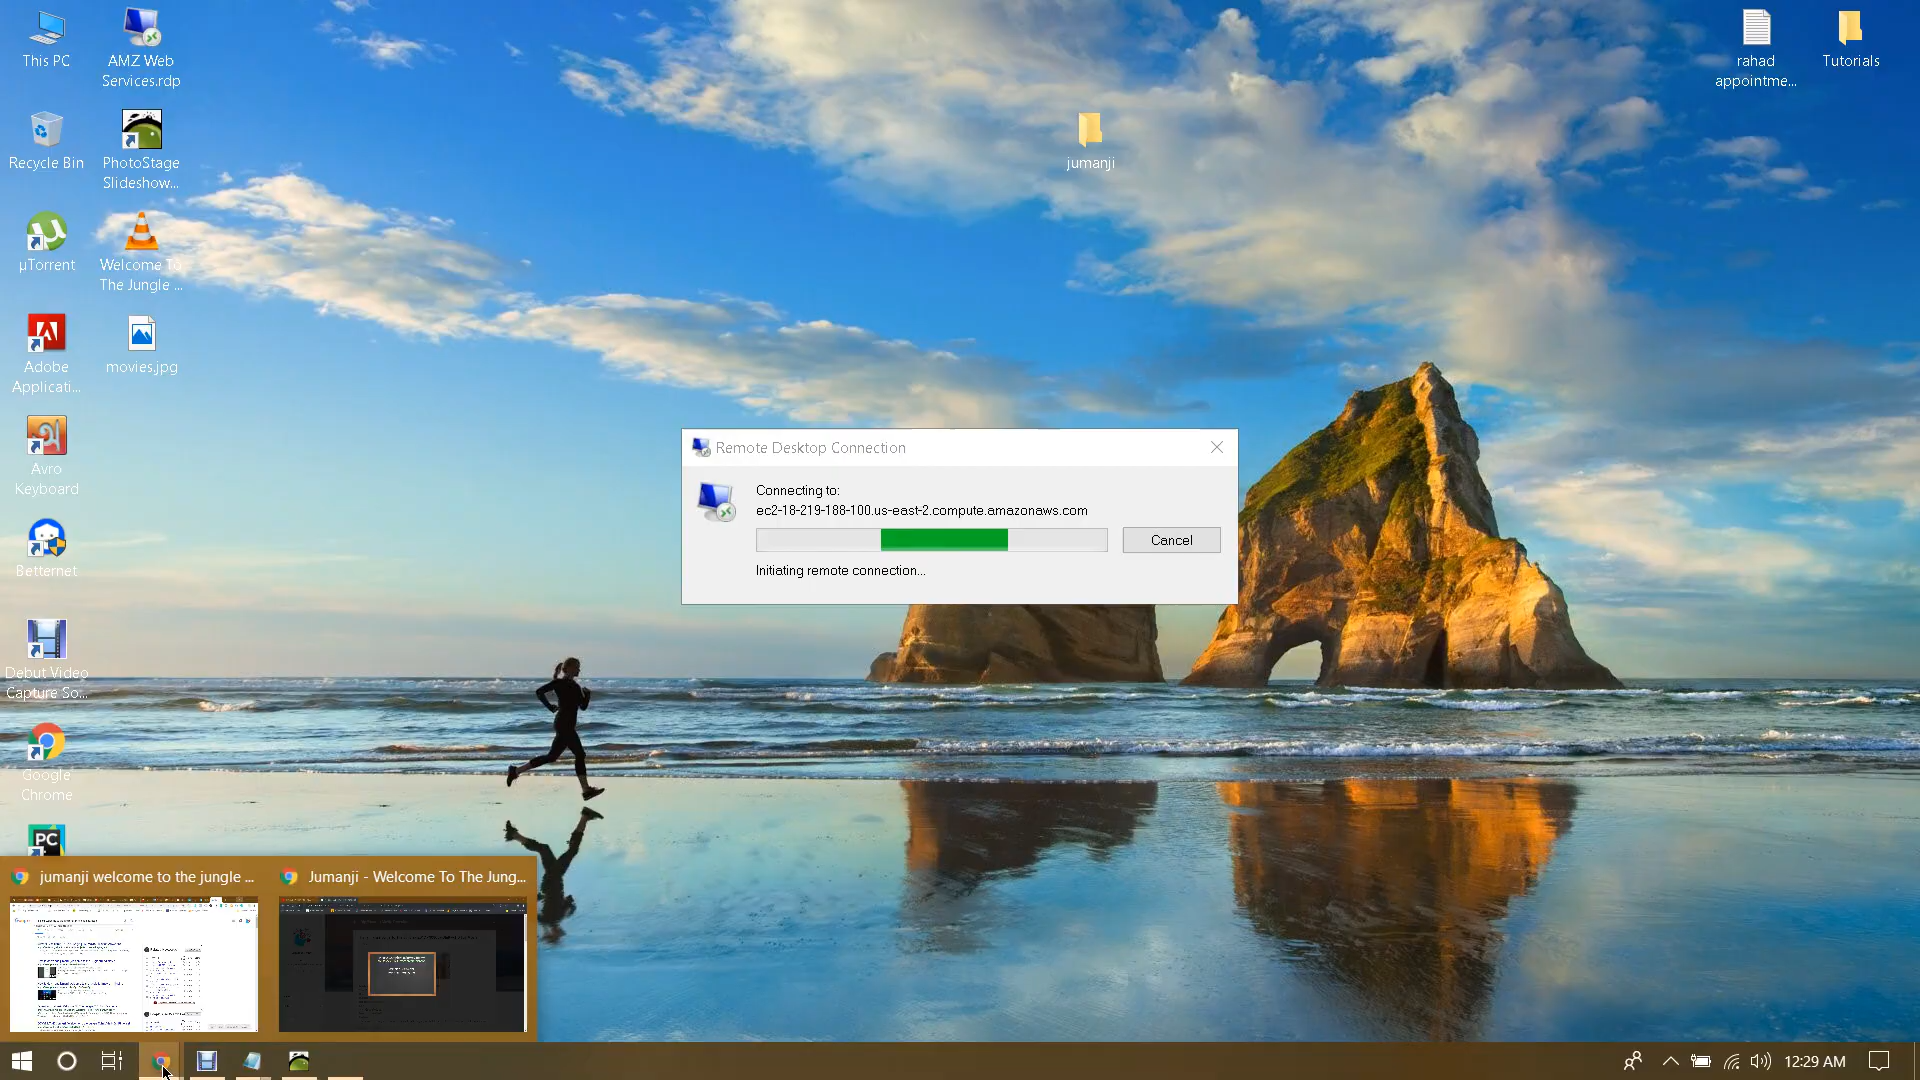 This PC
AMZ Web
Services.rdp
rahad
appointme...
Tutorials
Recycle Bin
PhotoStage
Slideshow...
jumanji
µTorrent
Welcome To
The Jungle ...
Adobe
Applicati...
movies.jpg
Avro
Keyboard
Remote Desktop Connection
Connecting to:
ec2-18-219-188-100.us-east-2.compute.amazonaws.com
Cancel
Initiating remote connection...
Betternet
Debut Video
Capture So...
Google
Chrome
PC
jumanji welcome to the jungle ...
Jumanji - Welcome To The Jung...
12:29 AM